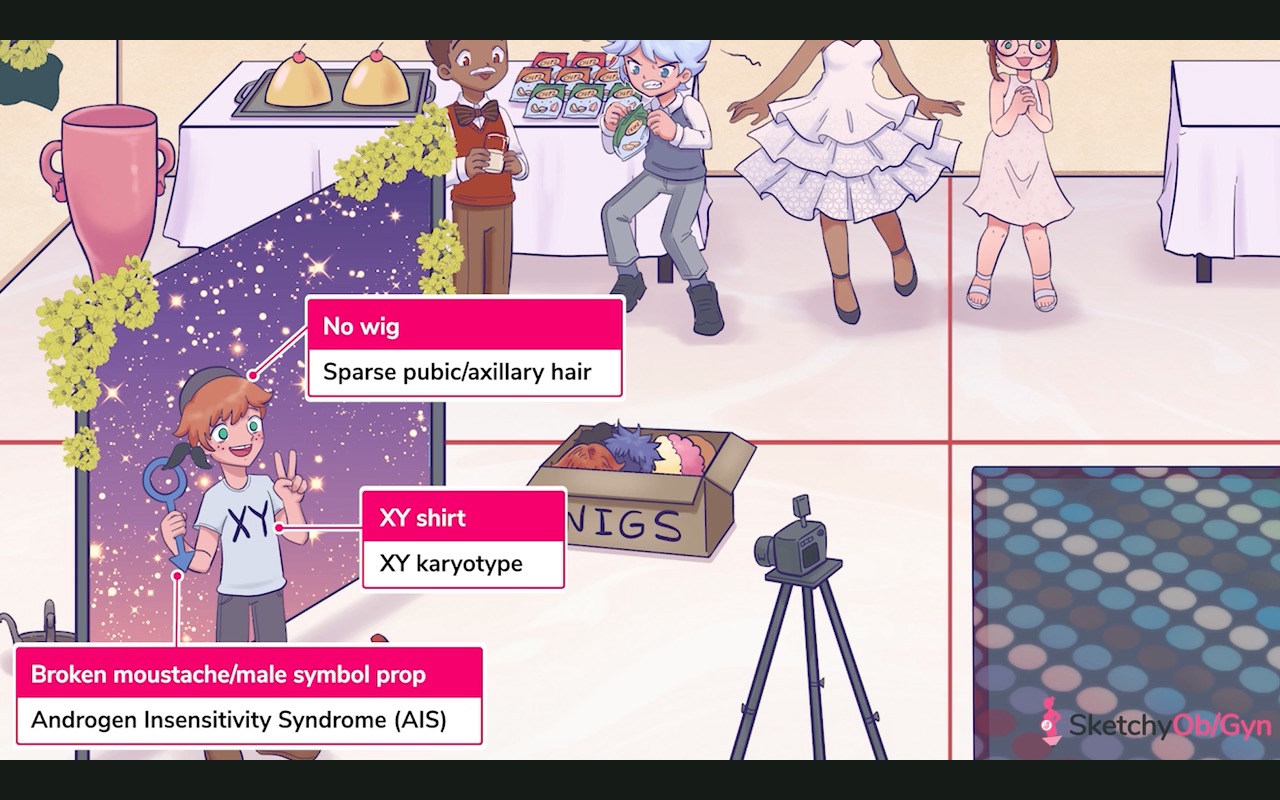 No wig
Sparse pubic/axillary hair
XY shirt
XY karyotype
XY
WIGS
Broken moustache/male symbol prop
Androgen Insensitivity Syndrome (AIS)
SketchyOb/Gyn